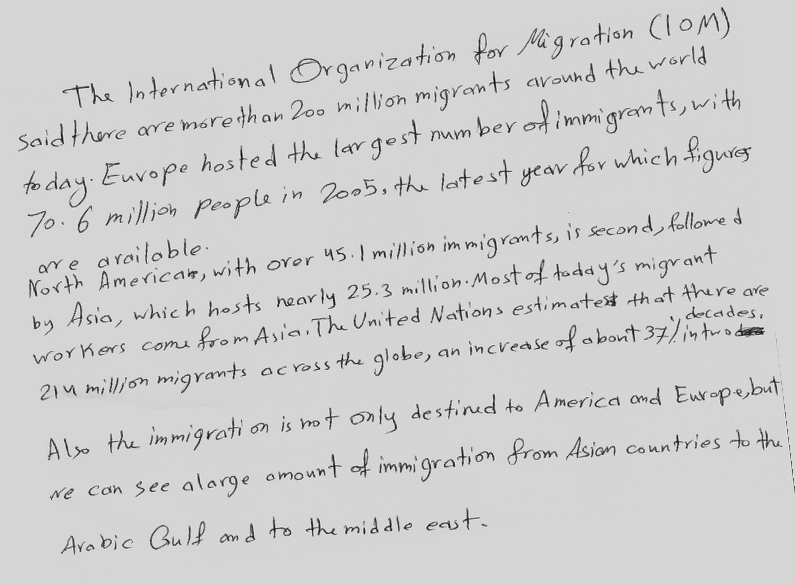 The International Organization for Migration (IOM)
said there are more than 200 million migrants around the world
today. Europe hosted the largest number of immigrants, with
70.6 million people in 2005, the latest year for which figures
are available.
North American, with over 45.1 million immigrants, is second, followed
by Asia, which hosts nearly 25.3 million. Most of today's migrant
workers come from Asia. The United Nations estimates that there are
214 million migrants across the globe, an increase of about 37% in two decades.
Also the immigration is not only destined to America and Europe, but
we can see a large amount of immigration from Asian countries to the
Arabic Gulf and to the middle east.